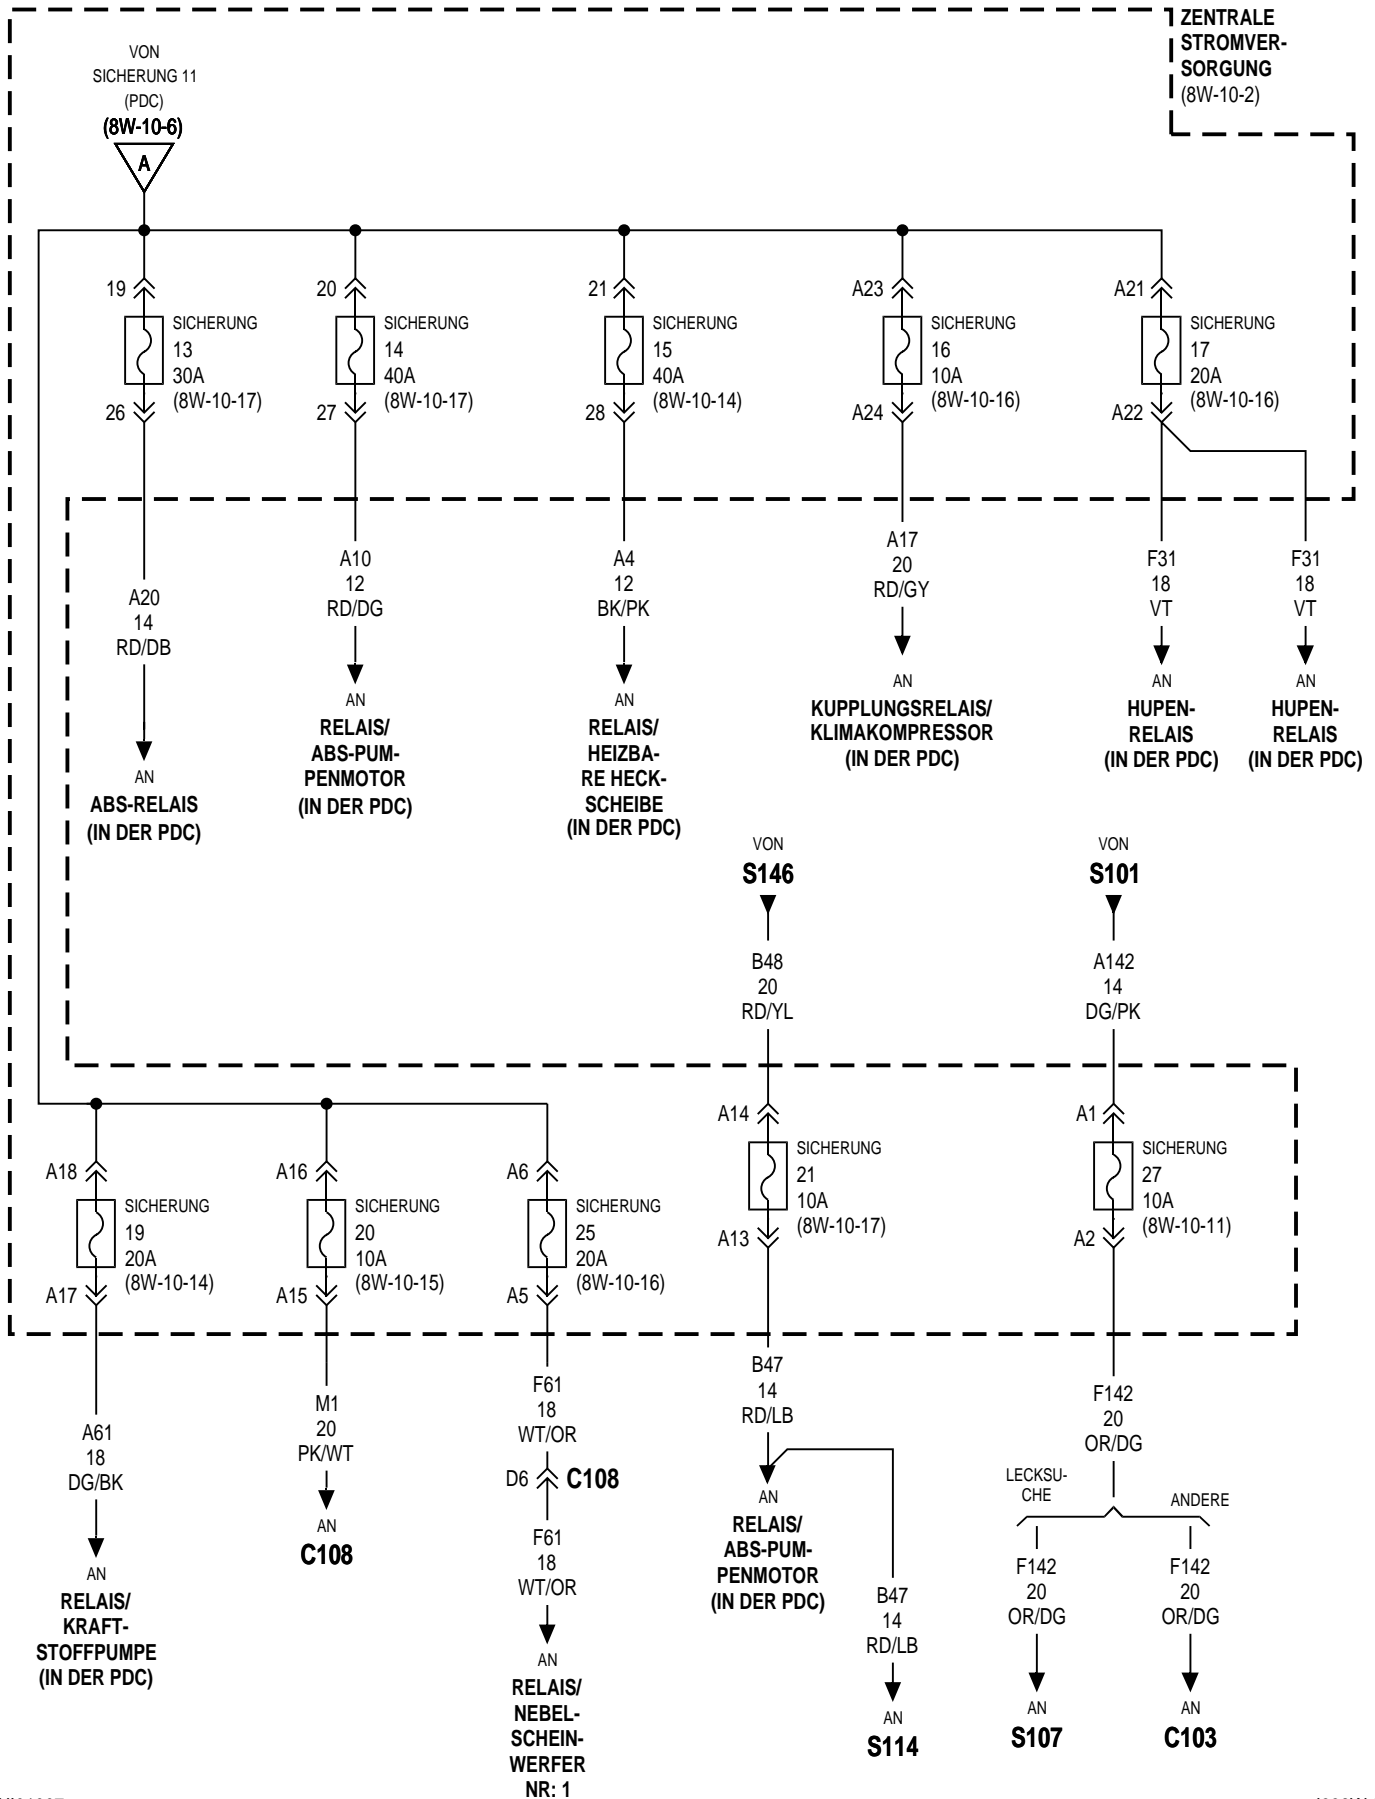 ZENTRALE
STROMVER-
SORGUNG
(8W-10-2)
VON
SICHERUNG 11
(PDC)
(8W-10-6)
A
19
SICHERUNG
13
30A
(8W-10-17)
26
20
SICHERUNG
14
40A
(8W-10-17)
27
21
SICHERUNG
15
40A
(8W-10-14)
28
A23
SICHERUNG
16
10A
(8W-10-16)
A24
A21
SICHERUNG
17
20A
(8W-10-16)
A22
A20
14
RD/DB
AN
ABS-RELAIS
(IN DER PDC)
A10
12
RD/DG
AN
RELAIS/
ABS-PUM-
PENMOTOR
(IN DER PDC)
A4
12
BK/PK
AN
RELAIS/
HEIZBA-
RE HECK-
SCHEIBE
(IN DER PDC)
A17
20
RD/GY
AN
KUPPLUNGSRELAIS/
KLIMAKOMPRESSOR
(IN DER PDC)
F31
18
VT
AN
HUPEN-
RELAIS
(IN DER PDC)
F31
18
VT
AN
HUPEN-
RELAIS
(IN DER PDC)
VON
S146
B48
20
RD/YL
VON
S101
A142
14
DG/PK
A18
SICHERUNG
19
20A
(8W-10-14)
A17
A16
SICHERUNG
20
10A
(8W-10-15)
A15
A6
SICHERUNG
25
20A
(8W-10-16)
A5
A14
SICHERUNG
21
10A
(8W-10-17)
A13
A1
SICHERUNG
27
10A
(8W-10-11)
A2
A61
18
DG/BK
AN
RELAIS/
KRAFT-
STOFFPUMPE
(IN DER PDC)
M1
20
PK/WT
AN
C108
F61
18
WT/OR
D6 C108
F61
18
WT/OR
AN
RELAIS/
NEBEL-
SCHEIN-
WERFER
NR: 1
B47
14
RD/LB
AN
RELAIS/
ABS-PUM-
PENMOTOR
(IN DER PDC)
B47
14
RD/LB
AN
S114
F142
20
OR/DG
LECKSU-
CHE
ANDERE
F142
20
OR/DG
AN
S107
F142
20
OR/DG
AN
C103